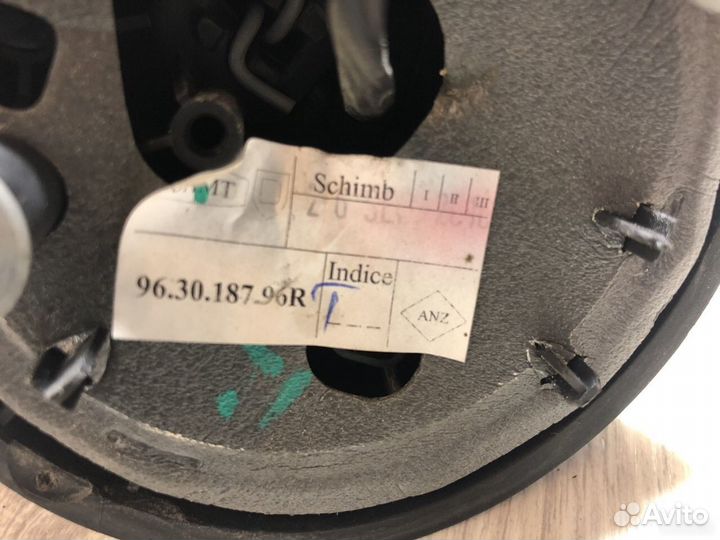 Schimb
I II III
96.30.187.96R
Indice
I
ANZ
Avito